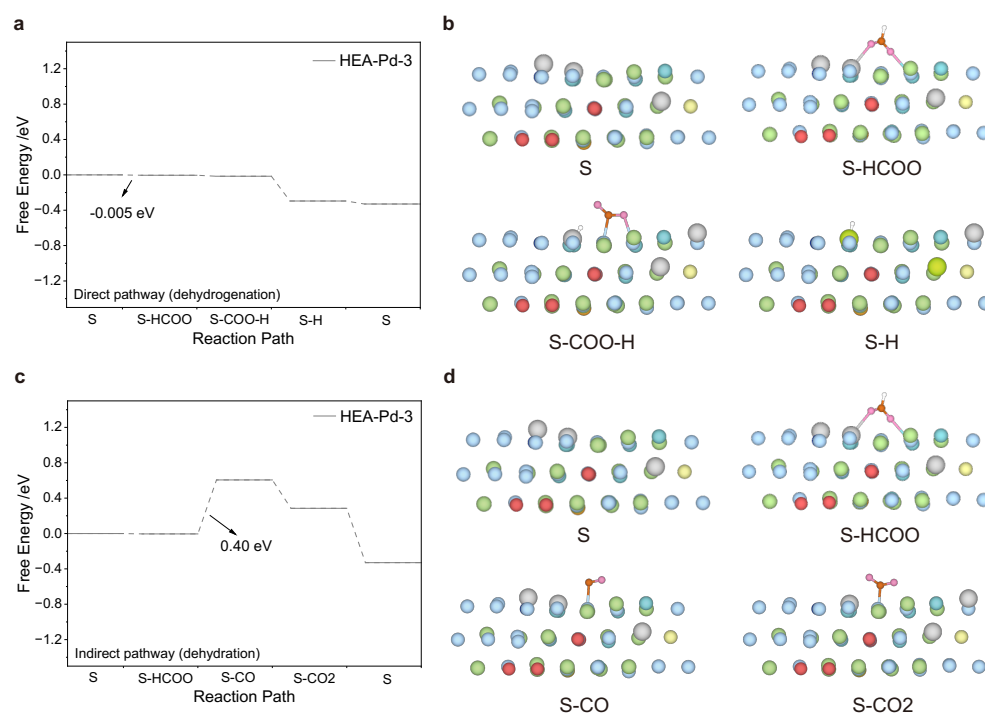 a
HEA-Pd-3
1.2
0.8
0.4
0.0
−0.4
−0.8
−1.2
Free Energy /eV
-0.005 eV
Direct pathway (dehydrogenation)
S S-HCOO S-COO-H S-H S
Reaction Path
b
S S-HCOO
S-COO-H S-H
c
HEA-Pd-3
1.2
0.8
0.4
0.0
−0.4
−0.8
−1.2
Free Energy /eV
0.40 eV
Indirect pathway (dehydration)
S S-HCOO S-CO S-CO2 S
Reaction Path
d
S S-HCOO
S-CO S-CO2